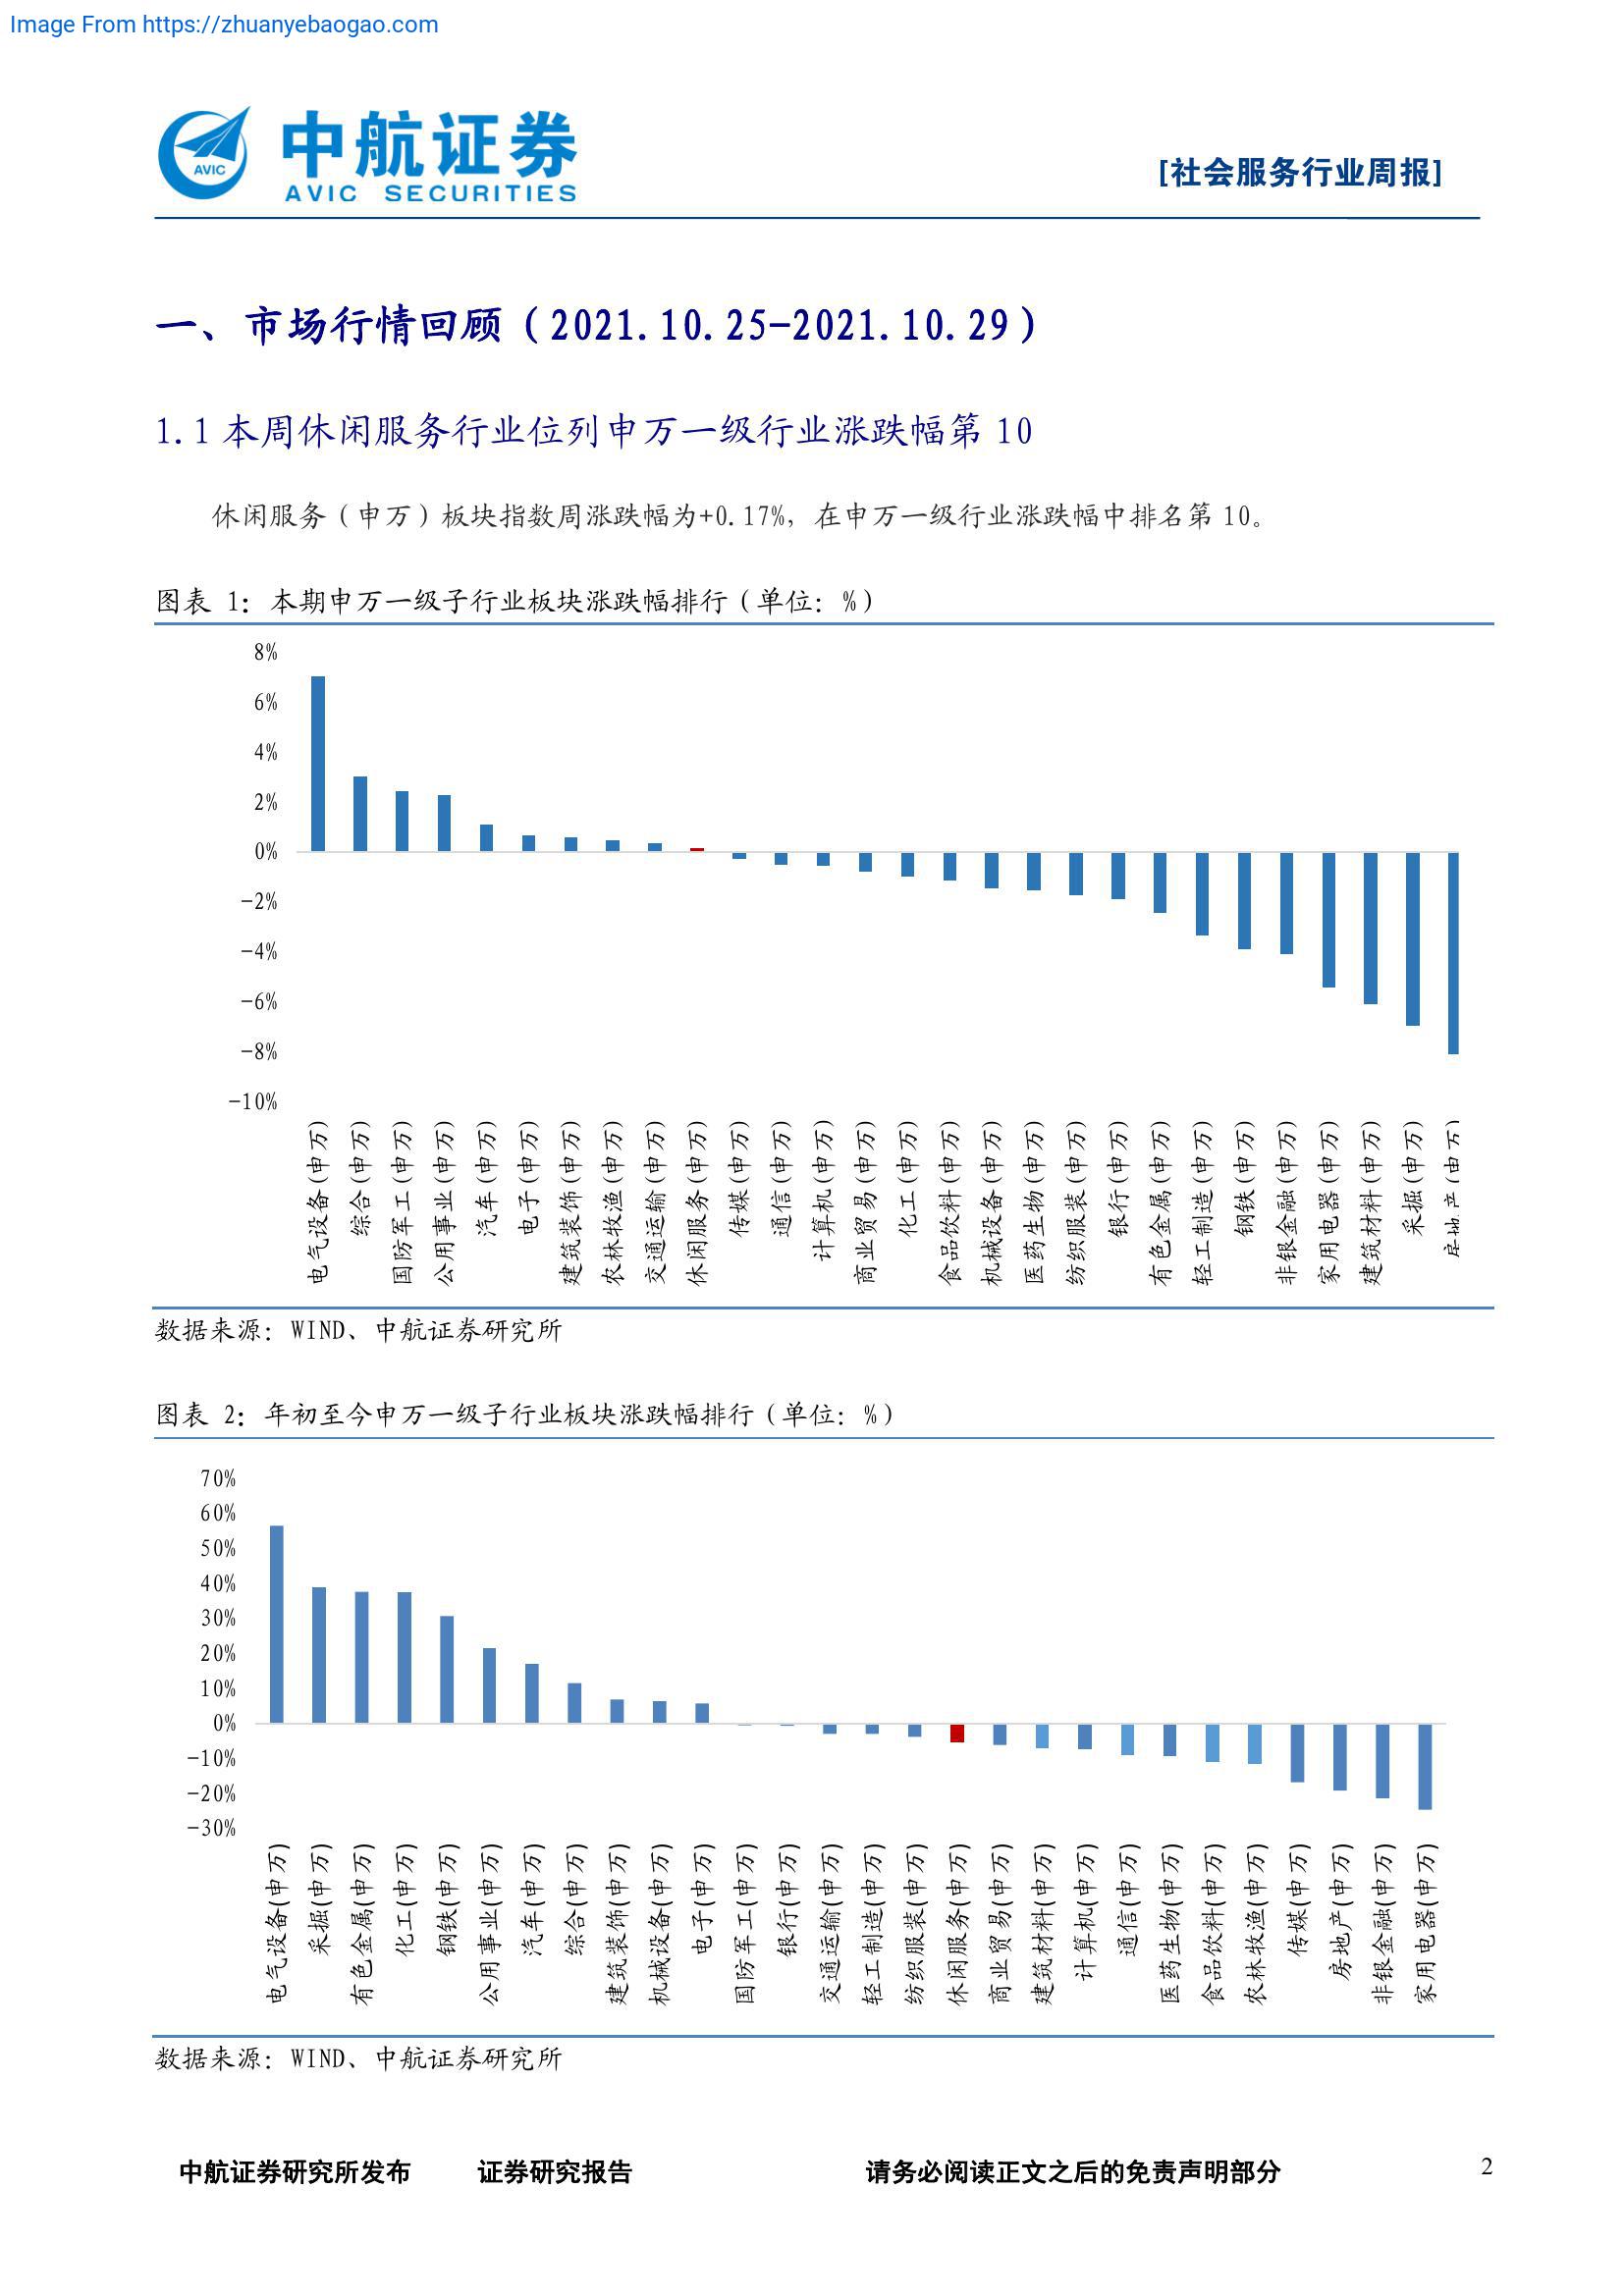 Image From https://zhuanyebaogao.com
AVIC
中航证券
AVIC SECURITIES
[社会服务行业周报]
一、市场行情回顾（2021.10.25-2021.10.29）
1.1 本周休闲服务行业位列申万一级行业涨跌幅第 10
休闲服务（申万）板块指数周涨跌幅为+0.17%，在申万一级行业涨跌幅中排名第 10。
图表 1：本期申万一级子行业板块涨跌幅排行（单位：%）
8%
6%
4%
2%
0%
-2%
-4%
-6%
-8%
-10%
电气设备(申万)
综合(申万)
国防军工(申万)
公用事业(申万)
汽车(申万)
电子(申万)
建筑装饰(申万)
农林牧渔(申万)
交通运输(申万)
休闲服务(申万)
传媒(申万)
通信(申万)
计算机(申万)
商业贸易(申万)
化工(申万)
食品饮料(申万)
机械设备(申万)
医药生物(申万)
纺织服装(申万)
银行(申万)
有色金属(申万)
轻工制造(申万)
钢铁(申万)
非银金融(申万)
家用电器(申万)
建筑材料(申万)
采掘(申万)
房地产(申万)
数据来源：WIND、中航证券研究所
图表 2：年初至今申万一级子行业板块涨跌幅排行（单位：%）
70%
60%
50%
40%
30%
20%
10%
0%
-10%
-20%
-30%
电气设备(申万)
采掘(申万)
有色金属(申万)
化工(申万)
钢铁(申万)
公用事业(申万)
汽车(申万)
综合(申万)
建筑装饰(申万)
机械设备(申万)
电子(申万)
国防军工(申万)
银行(申万)
交通运输(申万)
轻工制造(申万)
纺织服装(申万)
休闲服务(申万)
商业贸易(申万)
建筑材料(申万)
计算机(申万)
通信(申万)
医药生物(申万)
食品饮料(申万)
农林牧渔(申万)
传媒(申万)
房地产(申万)
非银金融(申万)
家用电器(申万)
数据来源：WIND、中航证券研究所
中航证券研究所发布 证券研究报告 请务必阅读正文之后的免责声明部分 2